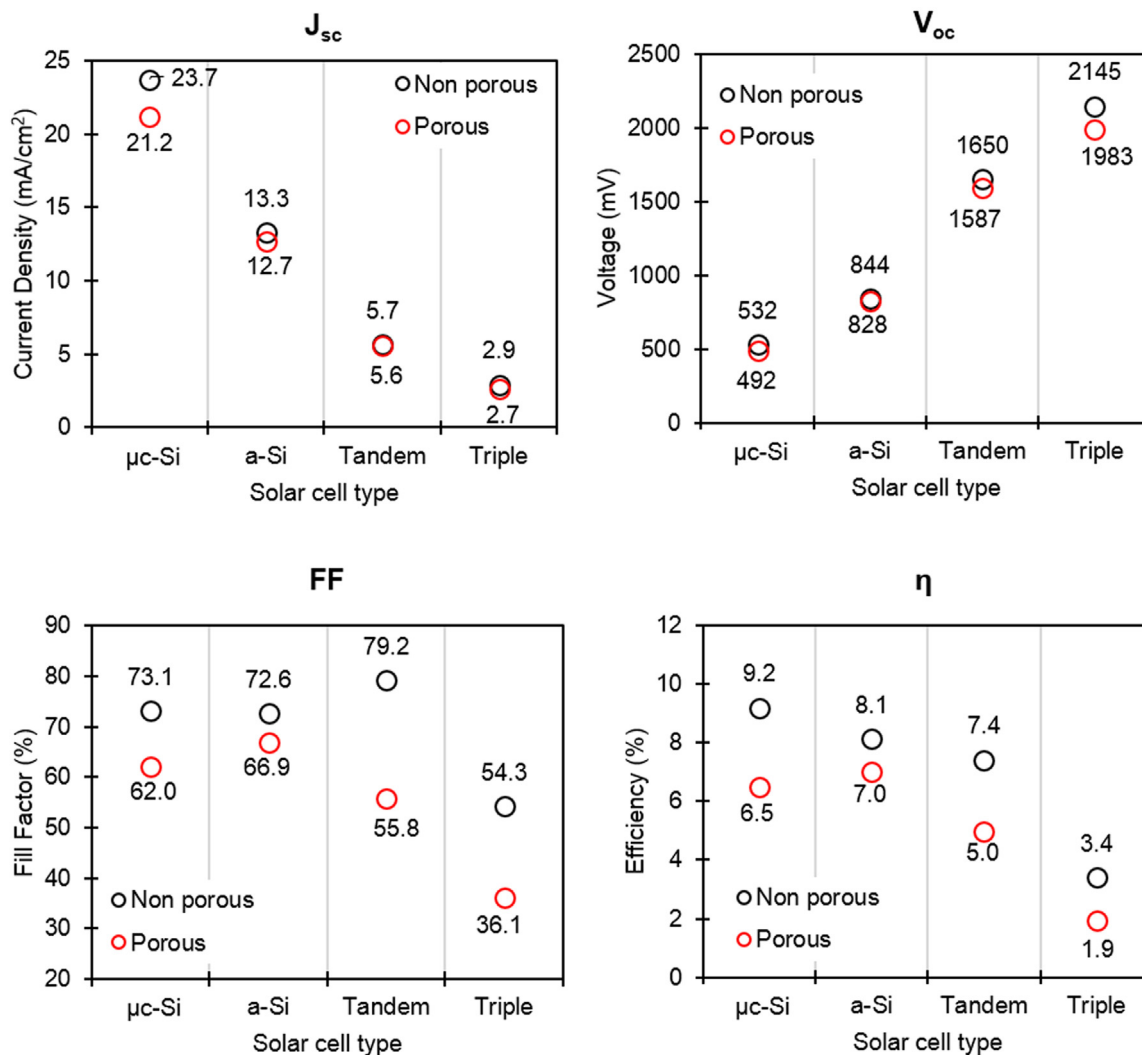 J_sc
25
20
15
10
5
0
Current Density (mA/cm²)
Non porous
Porous
23.7
21.2
13.3
12.7
5.7
5.6
2.9
2.7
µc-Si a-Si Tandem Triple
Solar cell type
V_oc
2500
2000
1500
1000
500
0
Voltage (mV)
Non porous
Porous
532
492
844
828
1650
1587
2145
1983
µc-Si a-Si Tandem Triple
Solar cell type
FF
90
80
70
60
50
40
30
20
Fill Factor (%)
73.1
62.0
72.6
66.9
79.2
55.8
54.3
36.1
Non porous
Porous
µc-Si a-Si Tandem Triple
Solar cell type
η
12
10
8
6
4
2
0
Efficiency (%)
9.2
6.5
8.1
7.0
7.4
5.0
3.4
1.9
Non porous
Porous
µc-Si a-Si Tandem Triple
Solar cell type